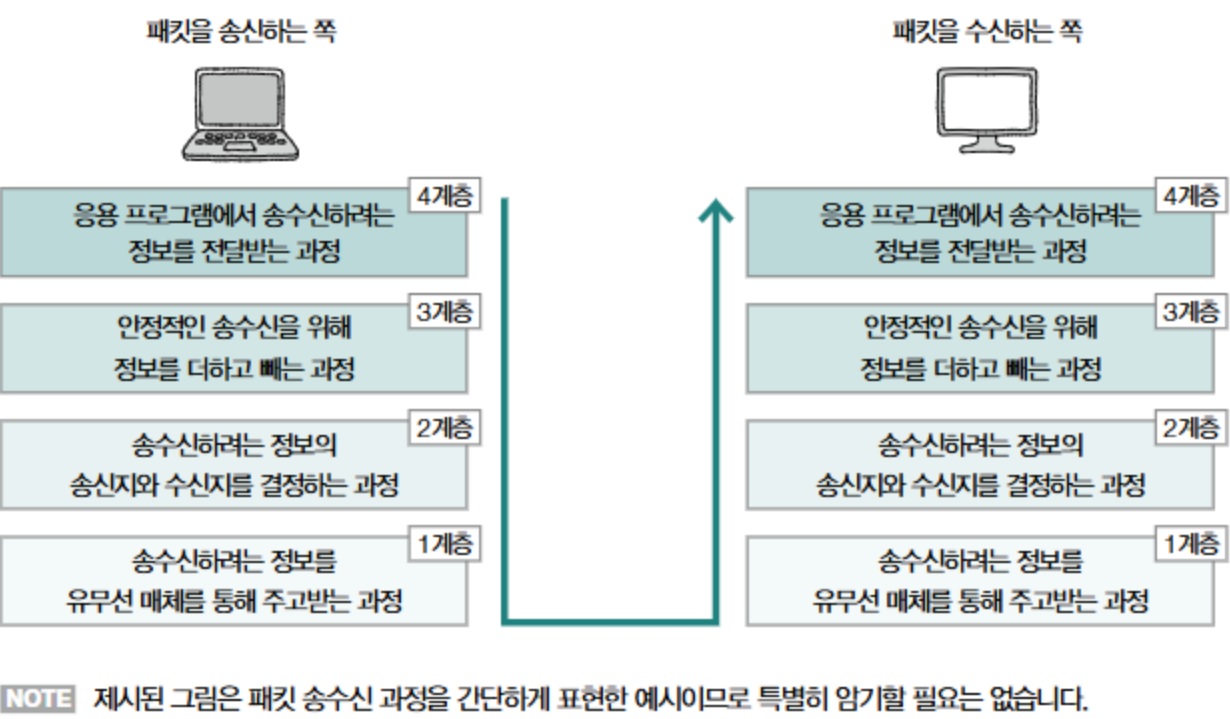 패킷을 송신하는 쪽
4계층
응용 프로그램에서 송수신하려는
정보를 전달받는 과정
3계층
안정적인 송수신을 위해
정보를 더하고 빼는 과정
2계층
송수신하려는 정보의
송신지와 수신지를 결정하는 과정
1계층
송수신하려는 정보를
유무선 매체를 통해 주고받는 과정
패킷을 수신하는 쪽
4계층
응용 프로그램에서 송수신하려는
정보를 전달받는 과정
3계층
안정적인 송수신을 위해
정보를 더하고 빼는 과정
2계층
송수신하려는 정보의
송신지와 수신지를 결정하는 과정
1계층
송수신하려는 정보를
유무선 매체를 통해 주고받는 과정
NOTE 제시된 그림은 패킷 송수신 과정을 간단하게 표현한 예시이므로 특별히 암기할 필요는 없습니다.